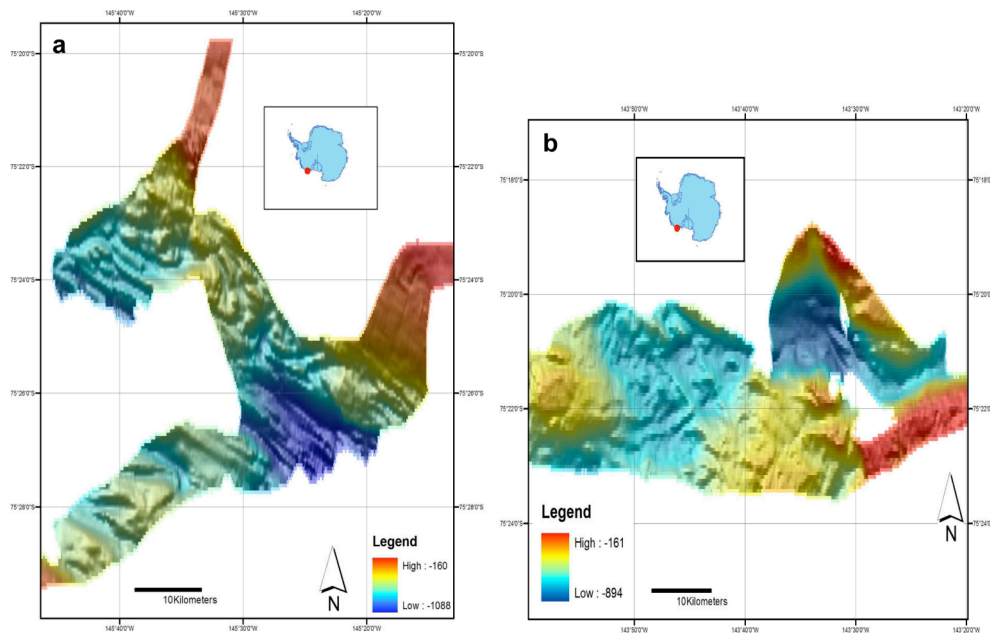 145°40'0"W 145°30'0"W 145°20'0"W
a
75°20'0"S 75°20'0"S
75°22'0"S 75°22'0"S
75°24'0"S 75°24'0"S
75°26'0"S 75°26'0"S
75°28'0"S 75°28'0"S
Legend
High : -160
Low : -1088
10Kilometers
N
145°40'0"W 145°30'0"W 145°20'0"W
143°50'0"W 143°40'0"W 143°30'0"W 143°20'0"W
b
75°18'0"S 75°18'0"S
75°20'0"S 75°20'0"S
75°22'0"S 75°22'0"S
75°24'0"S 75°24'0"S
Legend
High : -161
Low : -894
10Kilometers
N
143°50'0"W 143°40'0"W 143°30'0"W 143°20'0"W